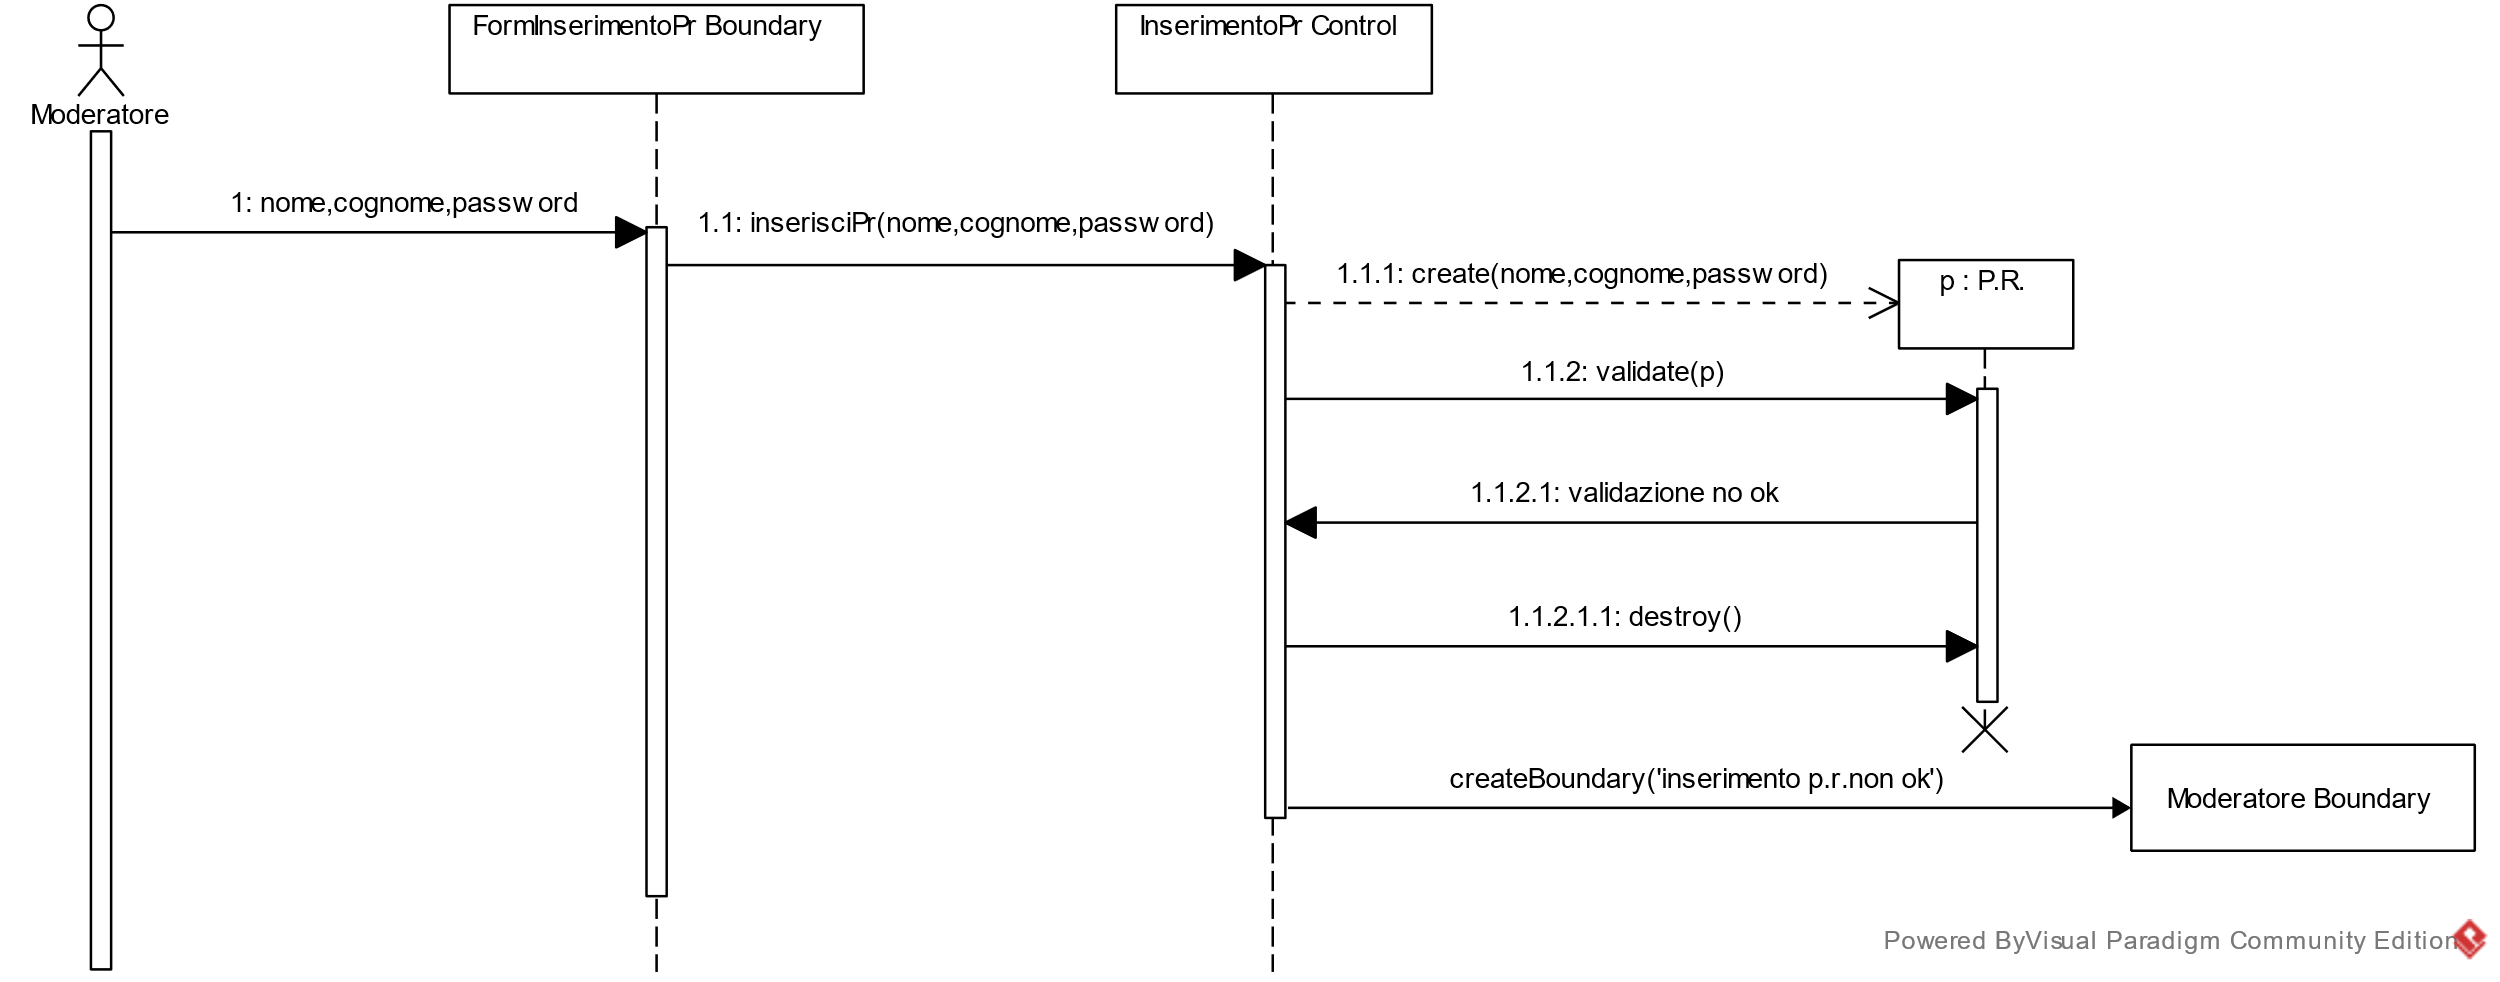 FormInserimentoPr Boundary
InserimentoPr Control
Moderatore
1: nome,cognome,password
1.1: inserisciPr(nome,cognome,password)
1.1.1: create(nome,cognome,password)
p : P.R.
1.1.2: validate(p)
1.1.2.1: validazione no ok
1.1.2.1.1: destroy()
createBoundary('inserimento p.r.non ok')
Moderatore Boundary
Powered ByVisual Paradigm Community Edition